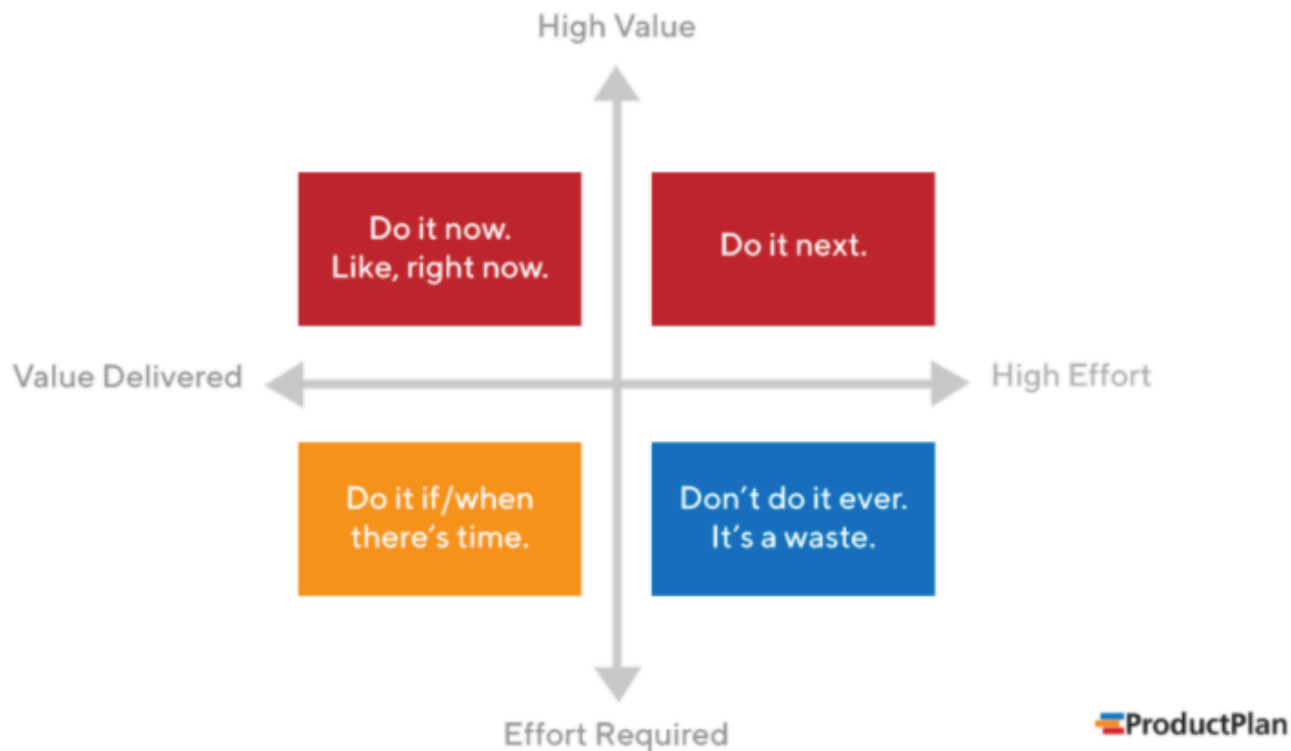 High Value
Do it now.
Like, right now.
Do it next.
Value Delivered
High Effort
Do it if/when
there's time.
Don't do it ever.
It's a waste.
Effort Required
ProductPlan